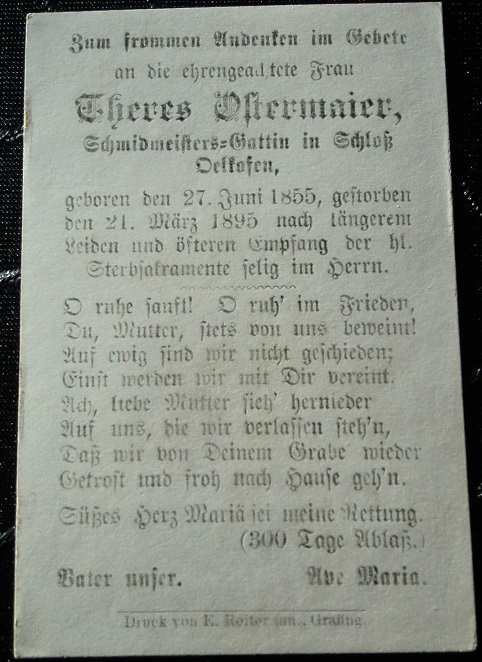 Zum frommen Andenken im Gebete
an die ehrengeachtete Frau
Theres Ostermaier,
Schmidmeisters-Gattin in Schloß
Oelkofen,
geboren den 27. Juni 1855, gestorben
den 21. März 1895 nach längerem
Leiden und öfteren Empfang der hl.
Sterbsakramente selig im Herrn.
O ruhe sanft! O ruh' im Frieden,
Du, Mutter, stets von uns beweint!
Auf ewig sind wir nicht geschieden;
Einst werden wir mit Dir vereint.
Ach, liebe Mutter sieh' hernieder
Auf uns, die wir verlassen steh'n,
Daß wir von Deinem Grabe wieder
Getrost und froh nach Hause geh'n.
Süßes Herz Mariä sei meine Rettung.
(300 Tage Ablaß.)
Vater unser. Ave Maria.
Druck von E. Reiter jun., Grafing.